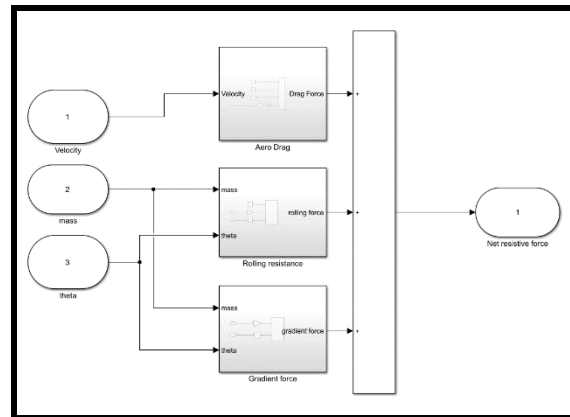 1
Velocity
2
mass
3
theta
Velocity
Drag Force
Aero Drag
mass
rolling force
theta
Rolling resistance
mass
gradient force
theta
Gradient force
+
+
+
1
Net resistive force